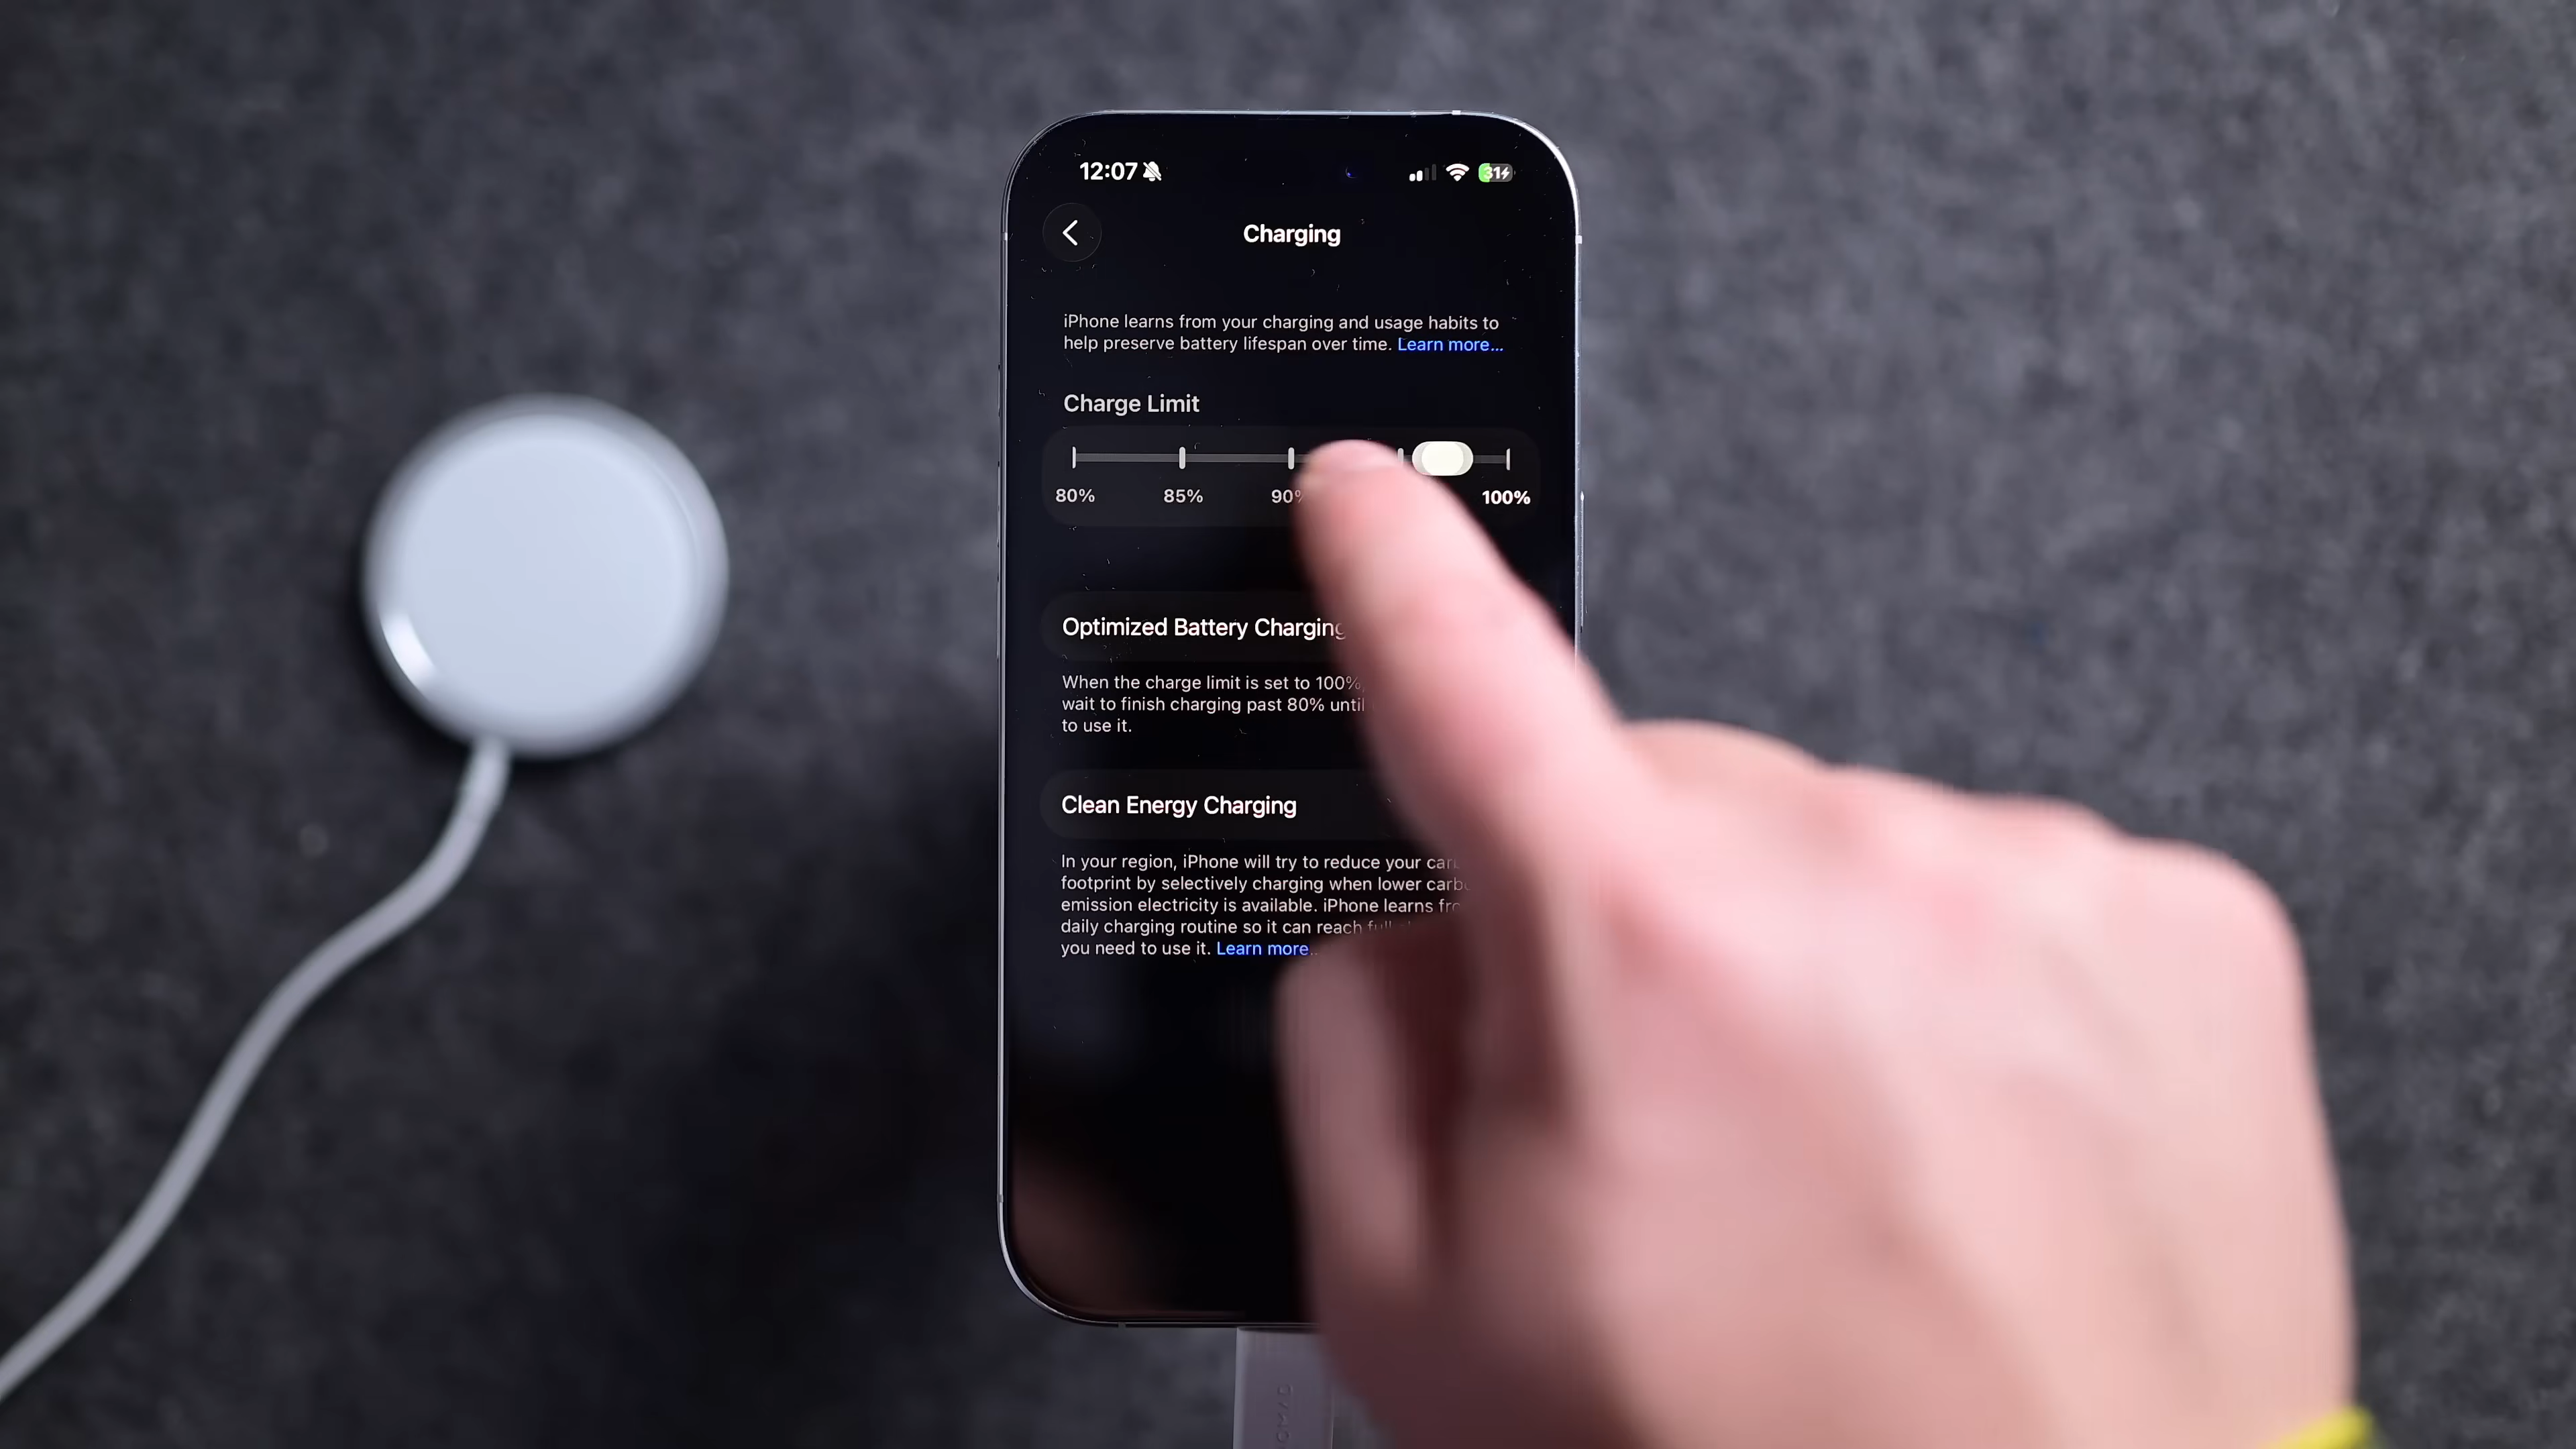 12:07
31
Charging
iPhone learns from your charging and usage habits to
help preserve battery lifespan over time. Learn more...
Charge Limit
80% 85% 90% 100%
Optimized Battery Charging
When the charge limit is set to 100%,
wait to finish charging past 80% until
to use it.
Clean Energy Charging
In your region, iPhone will try to reduce your
footprint by selectively charging when lower
emission electricity is available. iPhone learns
daily charging routine so it can reach full
you need to use it. Learn more...